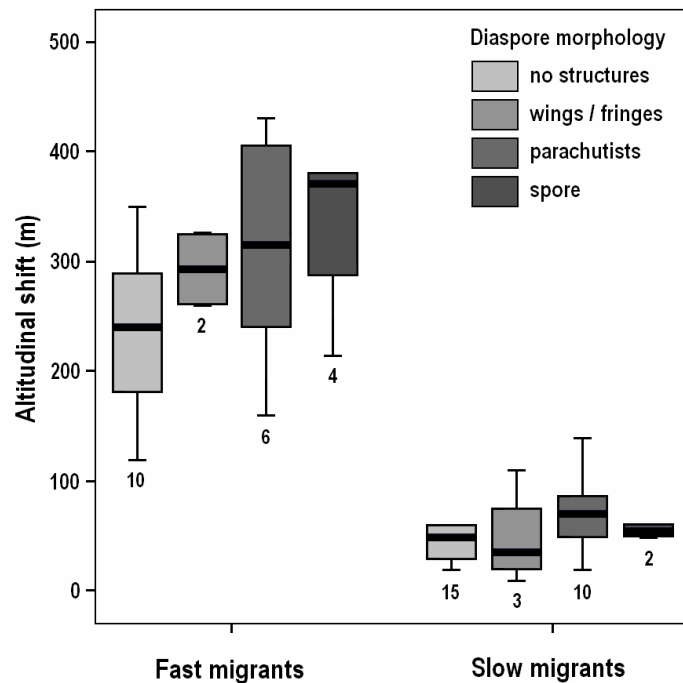 Diaspore morphology
no structures
wings / fringes
parachutists
spore
Altitudinal shift (m)
500
400
300
200
100
0
10
2
6
4
15
3
10
2
Fast migrants
Slow migrants